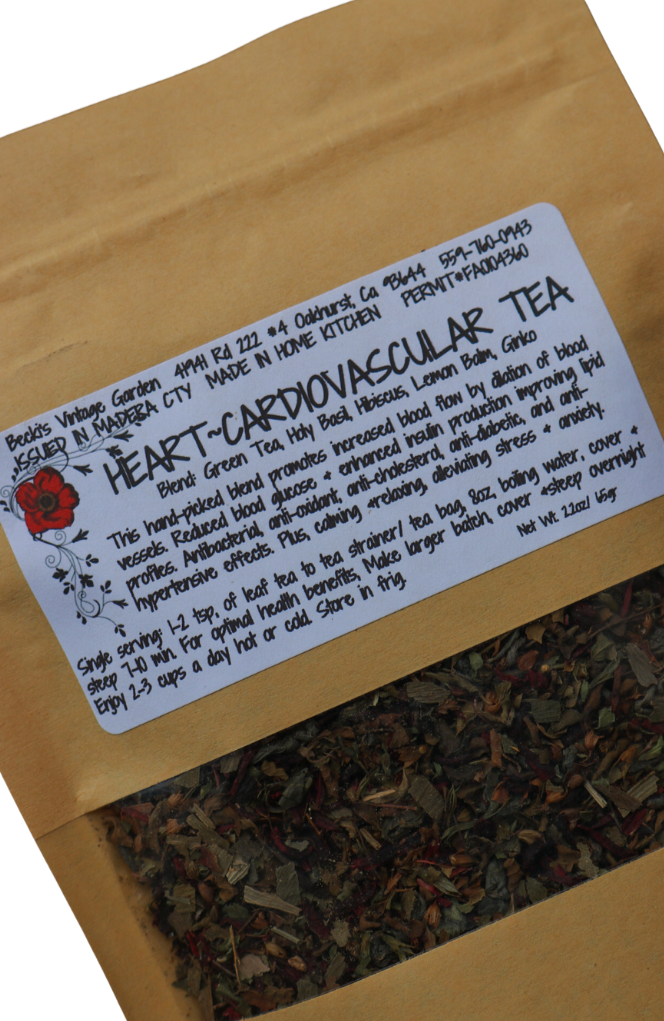 Becki's Vintage Garden 41941 Rd 222 #4 Oakhurst, Ca 93644 559-760-0943
ISSUED IN MADERA CTY MADE IN HOME KITCHEN PERMIT#FA0104360
HEART~CARDIOVASCULAR TEA
Blend: Green Tea, Holy Basil, Hibiscus, Lemon Balm, Ginko
This hand-picked blend promotes increased blood flow by dilation of blood
vessels. Reduced blood glucose & enhanced insulin production improving lipid
profiles. Antibacterial, anti-oxidant, anti-cholesterol, anti-diabetic, and anti-
hypertensive effects. Plus, calming &relaxing, alleviating stress & anxiety.
Single serving: 1-2 tsp. of leaf tea to tea strainer/ tea bag, 8oz, boiling water, cover &
steep 7-10 min. For optimal health benefits, Make larger batch, cover &steep overnight
Enjoy 2-3 cups a day hot or cold. Store in frig.
Net Wt. 2.2oz/ 65gr